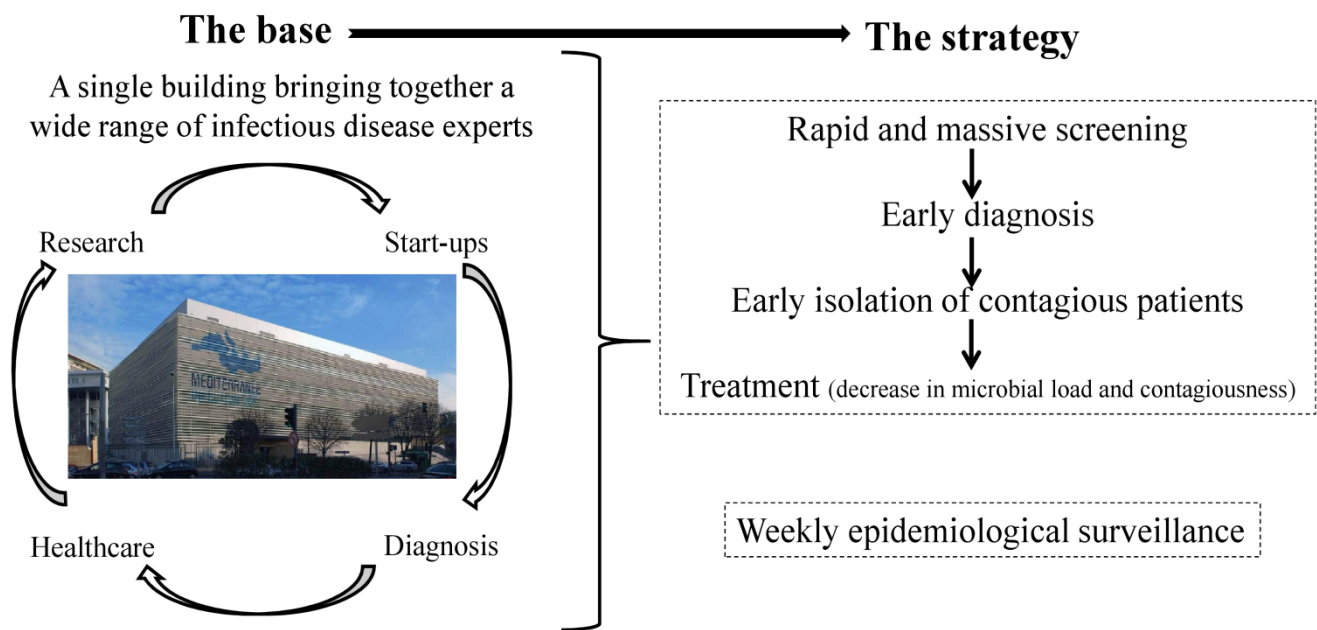 The base
The strategy
A single building bringing together a
wide range of infectious disease experts
Research
Start-ups
MEDITERRANEE
Healthcare
Diagnosis
Rapid and massive screening
Early diagnosis
Early isolation of contagious patients
Treatment (decrease in microbial load and contagiousness)
Weekly epidemiological surveillance